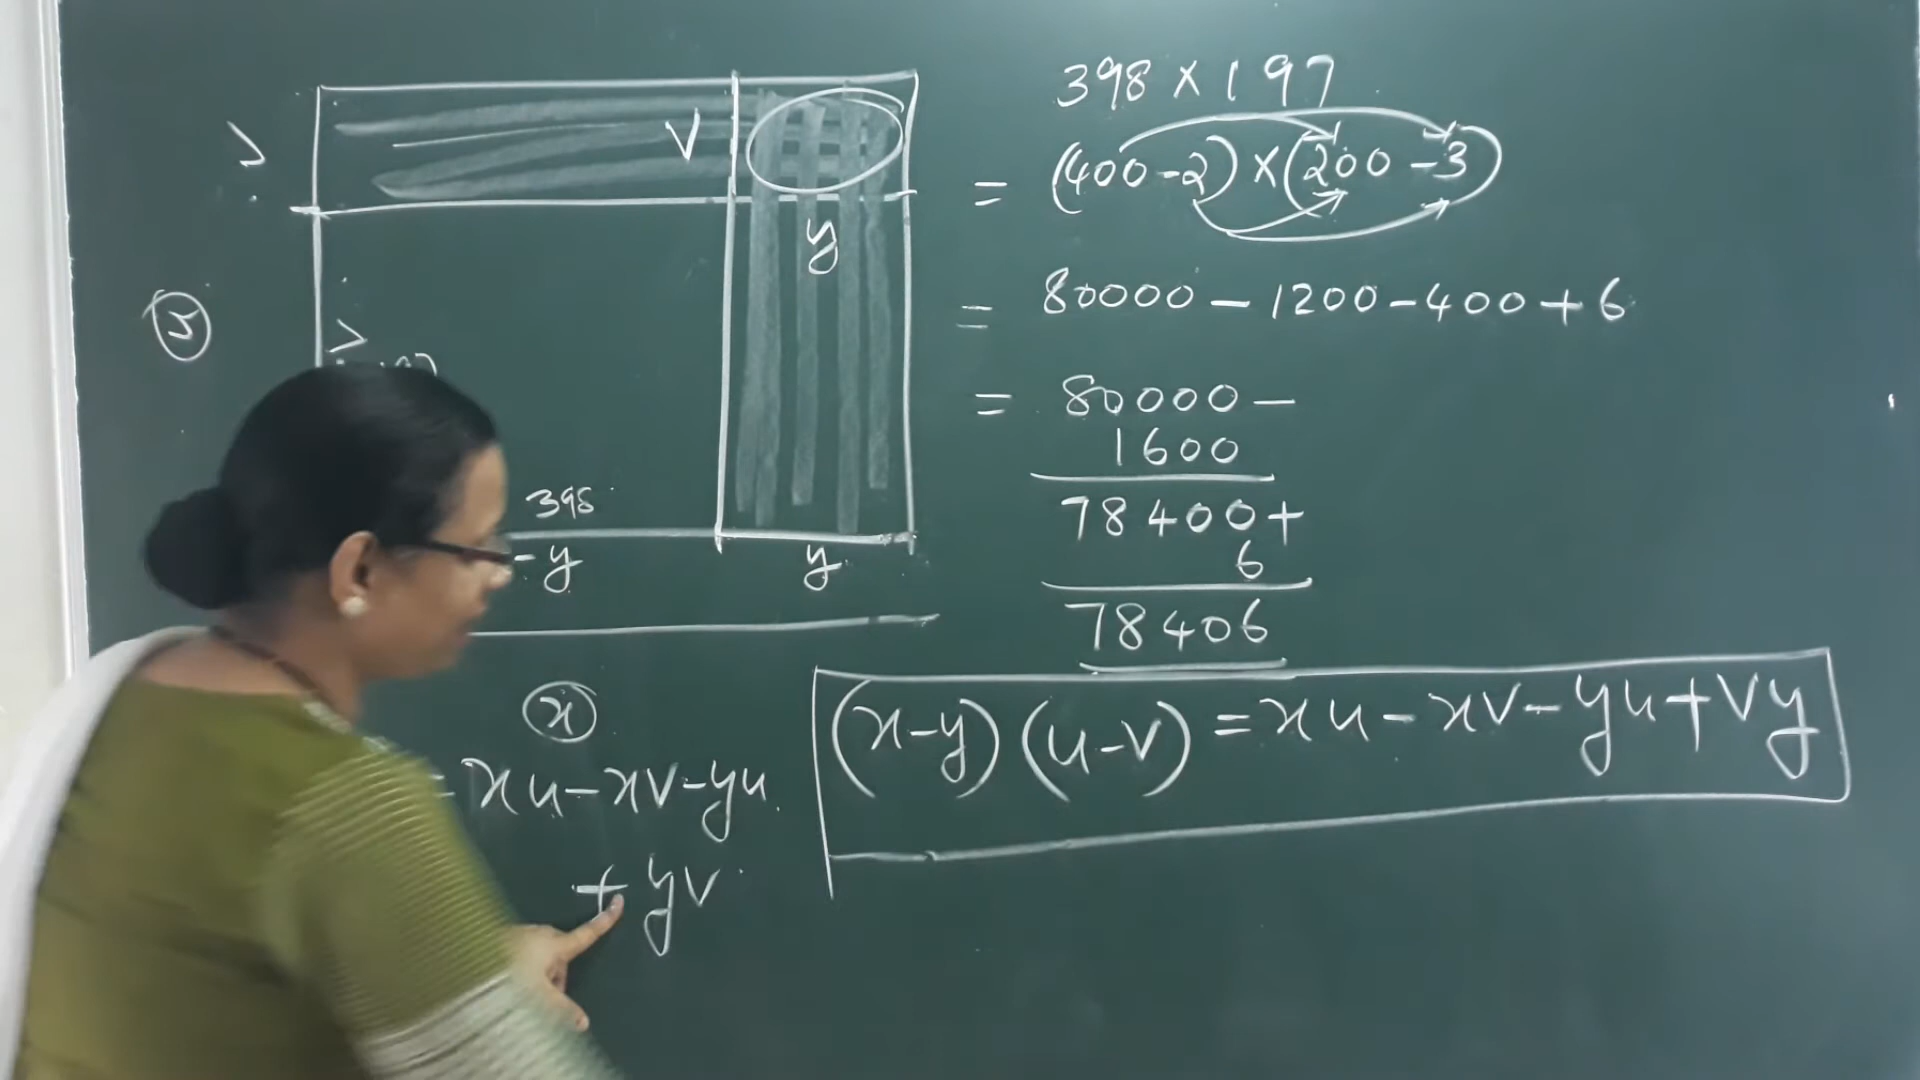 V
y
398
- y
y
x
= xu - xv - yu
+ yv
398 × 197
= (400 - 2) × (200 - 3)
= 80000 - 1200 - 400 + 6
= 80000 -
1600
78400 +
6
78406
(x-y) (u-v) = xu - xv - yu + vy